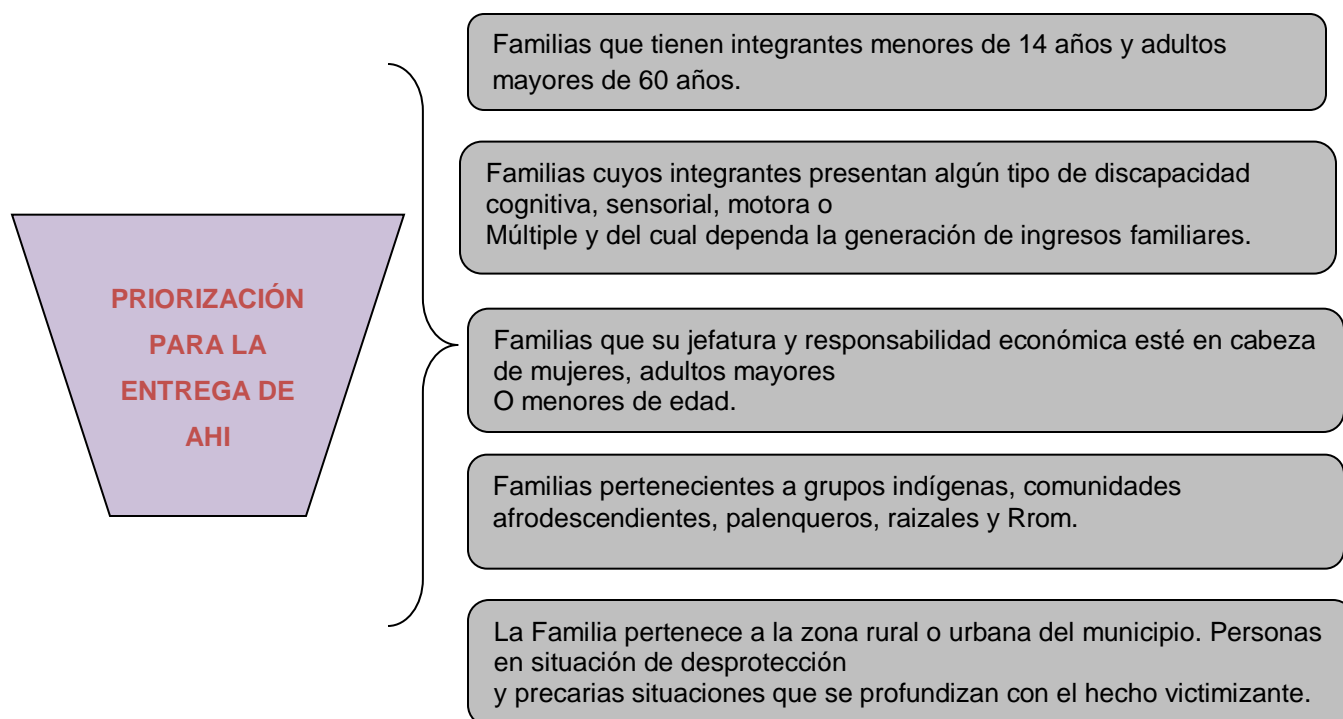 Familias que tienen integrantes menores de 14 años y adultos
mayores de 60 años.
Familias cuyos integrantes presentan algún tipo de discapacidad
cognitiva, sensorial, motora o
Múltiple y del cual dependa la generación de ingresos familiares.
PRIORIZACIÓN
PARA LA
ENTREGA DE
AHI
Familias que su jefatura y responsabilidad económica esté en cabeza
de mujeres, adultos mayores
O menores de edad.
Familias pertenecientes a grupos indígenas, comunidades
afrodescendientes, palenqueros, raizales y Rrom.
La Familia pertenece a la zona rural o urbana del municipio. Personas
en situación de desprotección
y precarias situaciones que se profundizan con el hecho victimizante.